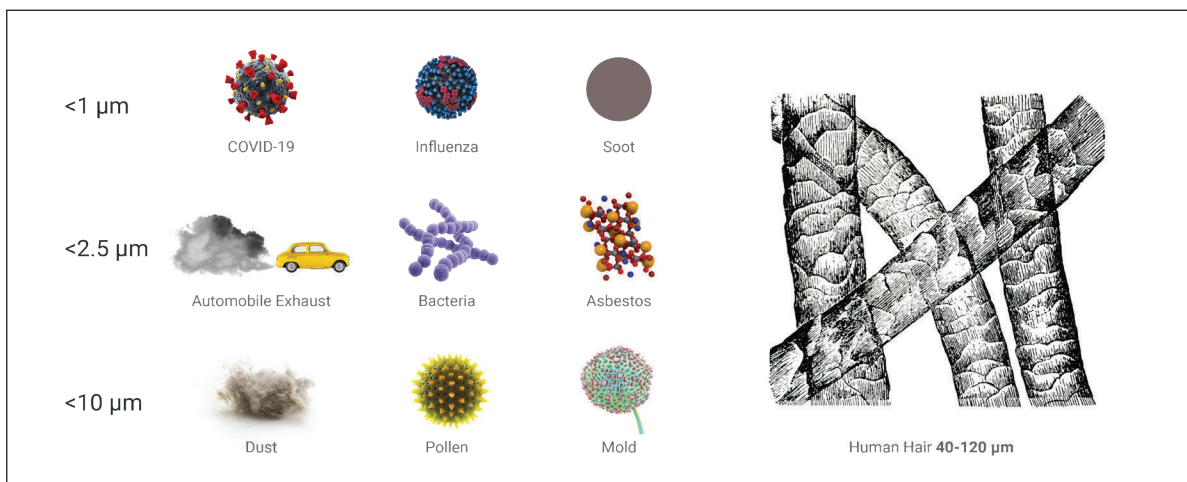 <1 µm
COVID-19
Influenza
Soot
<2.5 µm
Automobile Exhaust
Bacteria
Asbestos
<10 µm
Dust
Pollen
Mold
Human Hair 40-120 µm